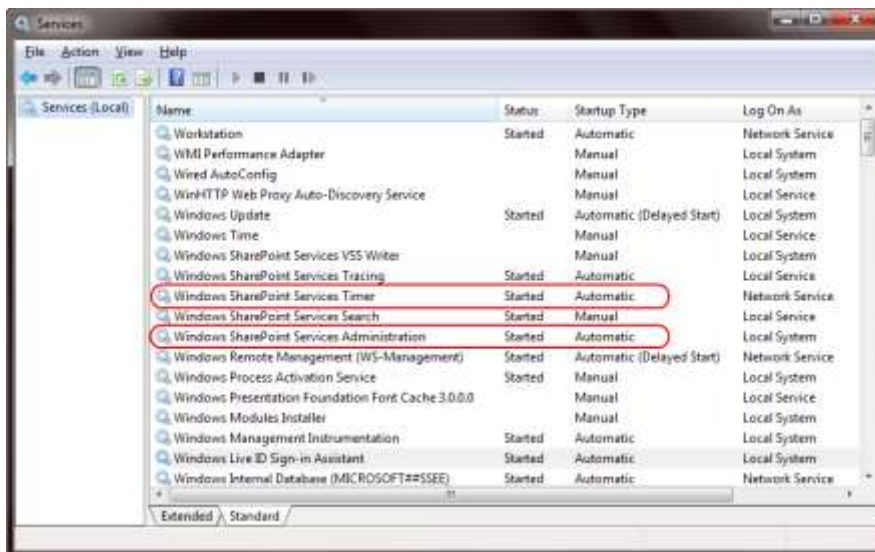 Services
File Action View Help
Services (Local)
Name Status Startup Type Log On As
Workstation Started Automatic Network Service
WMI Performance Adapter Manual Local System
Wired AutoConfig Manual Local System
WinHTTP Web Proxy Auto-Discovery Service Manual Local Service
Windows Update Started Automatic (Delayed Start) Local System
Windows Time Manual Local Service
Windows SharePoint Services VSS Writer Manual Local System
Windows SharePoint Services Tracing Started Automatic Local Service
Windows SharePoint Services Timer Started Automatic Network Service
Windows SharePoint Services Search Started Manual Local Service
Windows SharePoint Services Administration Started Automatic Local System
Windows Remote Management (WS-Management) Started Automatic (Delayed Start) Network Service
Windows Process Activation Service Started Manual Local System
Windows Presentation Foundation Font Cache 3.0.0.0 Manual Local Service
Windows Modules Installer Manual Local System
Windows Management Instrumentation Started Automatic Local System
Windows Live ID Sign-in Assistant Started Automatic Local System
Windows Internal Database (MICROSOFT##SSEE) Started Automatic Network Service
Extended Standard